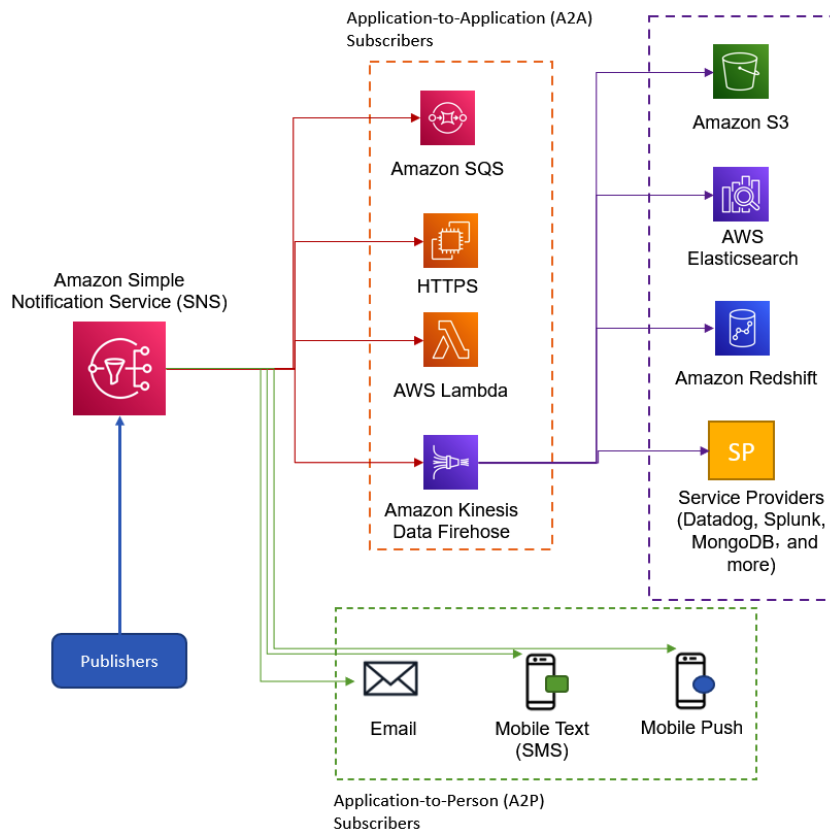 Application-to-Application (A2A)
Subscribers
Amazon S3
Amazon SQS
AWS
Elasticsearch
HTTPS
Amazon Simple
Notification Service (SNS)
AWS Lambda
Amazon Redshift
SP
Amazon Kinesis
Data Firehose
Service Providers
(Datadog, Splunk,
MongoDB, and
more)
Publishers
Email
Mobile Text
(SMS)
Mobile Push
Application-to-Person (A2P)
Subscribers